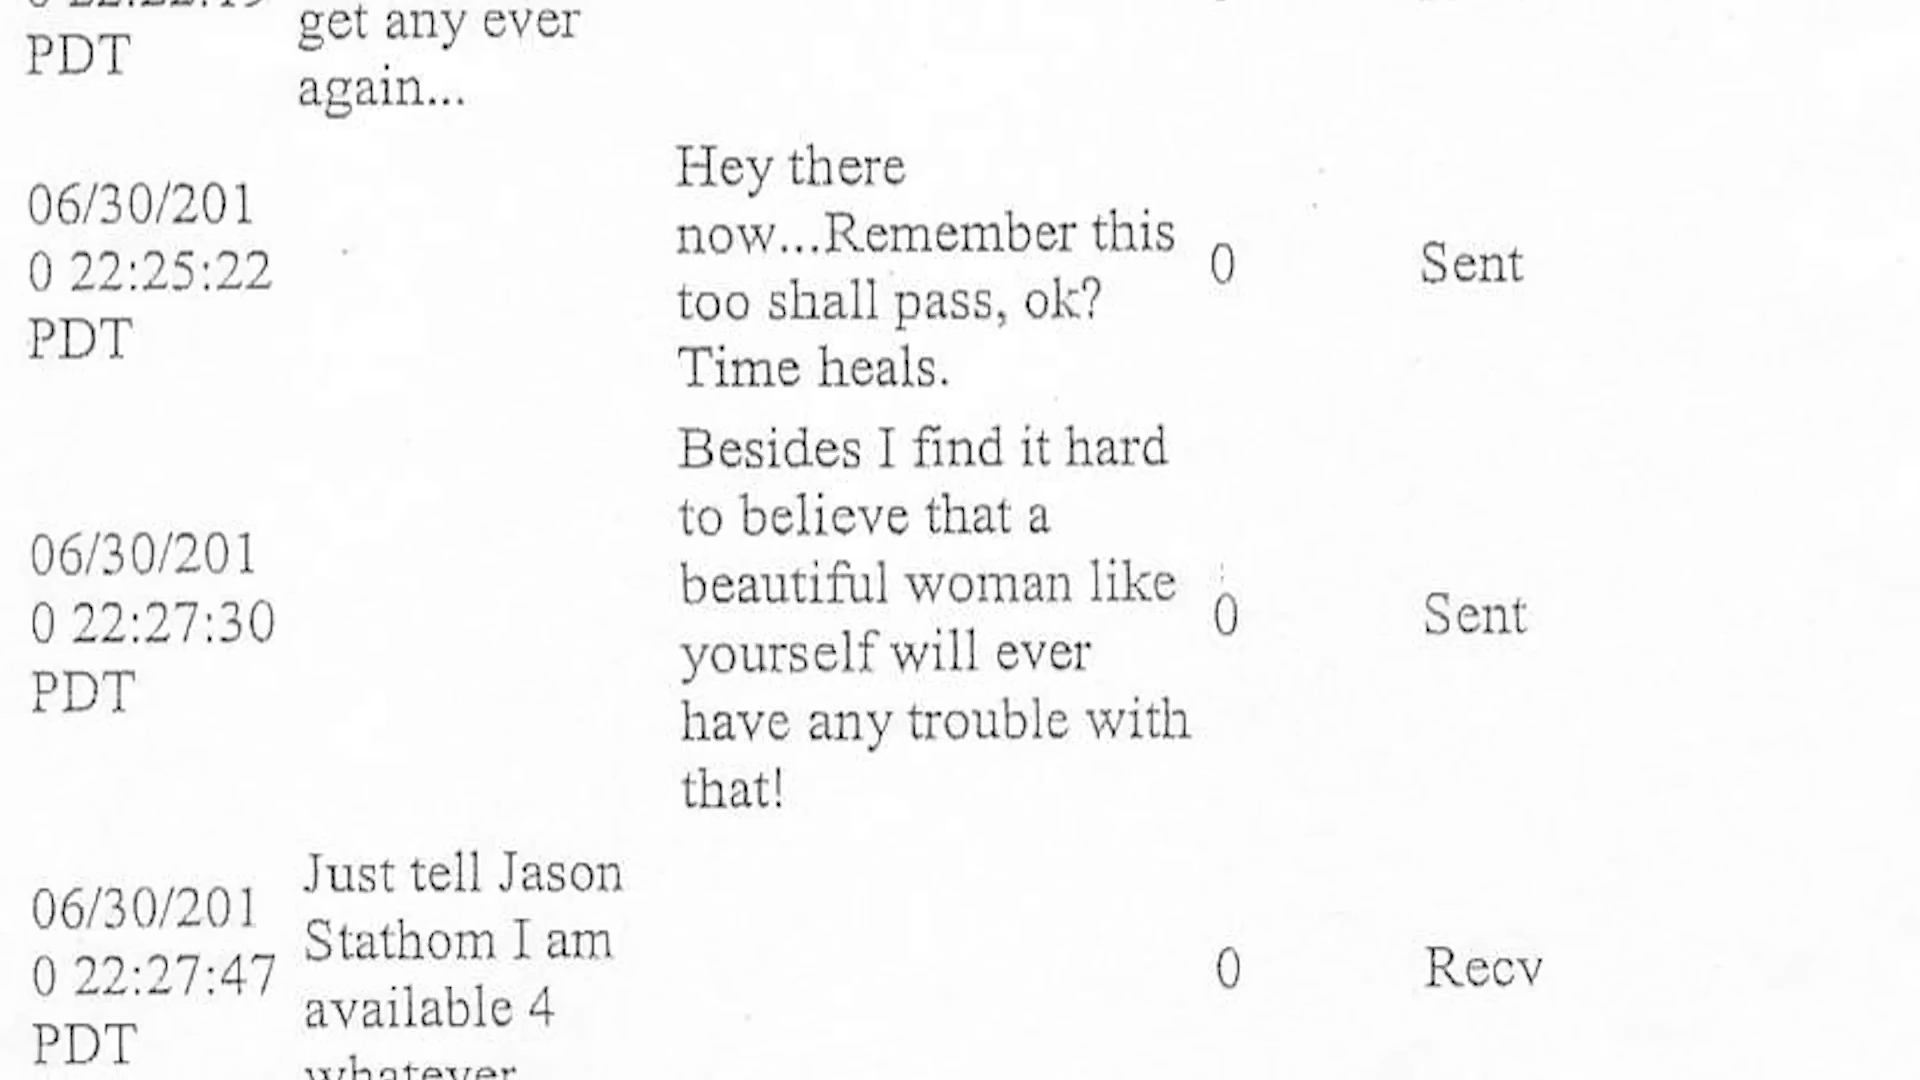 get any ever
PDT
again...
Hey there
06/30/201
now...Remember this
0 22:25:22
0
Sent
too shall pass, ok?
PDT
Time heals.
Besides I find it hard
to believe that a
06/30/201
beautiful woman like
0 22:27:30
0
Sent
yourself will ever
PDT
have any trouble with
that!
Just tell Jason
06/30/201
Stathom I am
0 22:27:47
0
Recv
available 4
PDT
whatever